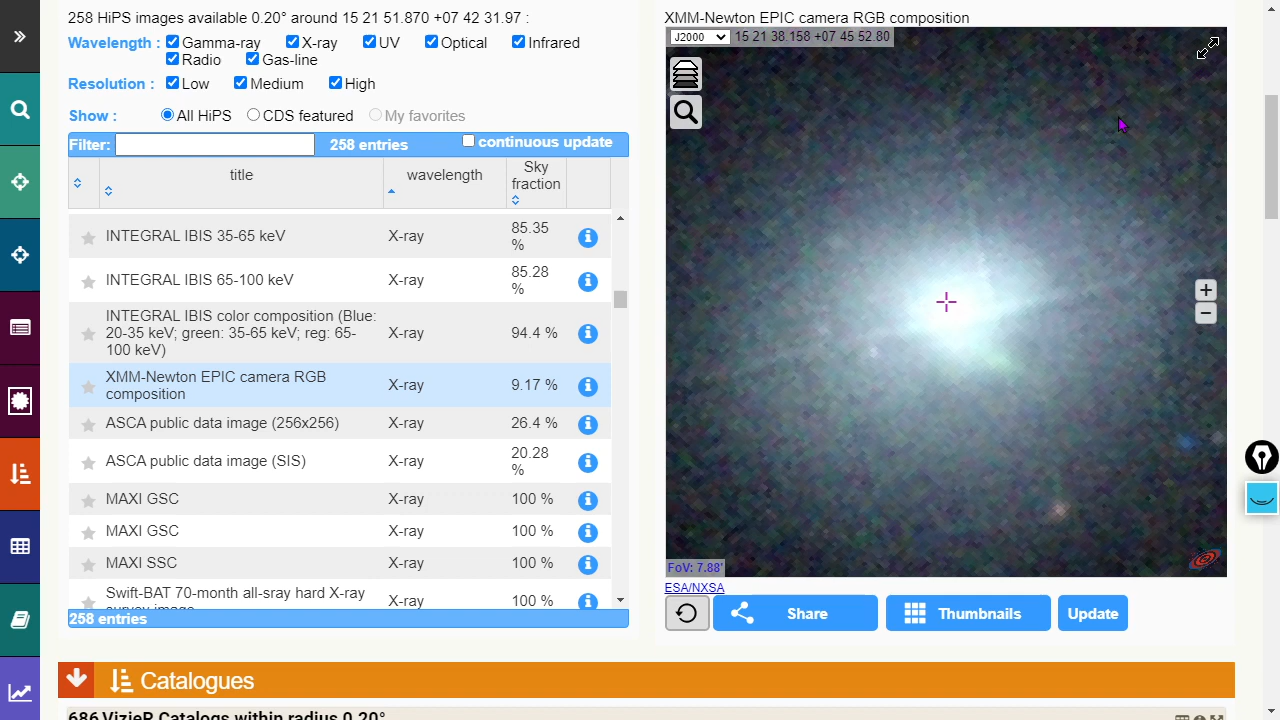 258 HiPS images available 0.20° around 15 21 51.870 +07 42 31.97 :
Wavelength : Gamma-ray X-ray UV Optical Infrared
Radio Gas-line
Resolution : Low Medium High
Show : All HiPS CDS featured My favorites
Filter: 258 entries continuous update
title wavelength Sky
fraction
INTEGRAL IBIS 35-65 keV X-ray 85.35
%
INTEGRAL IBIS 65-100 keV X-ray 85.28
%
INTEGRAL IBIS color composition (Blue:
20-35 keV; green: 35-65 keV; reg: 65-
100 keV) X-ray 94.4 %
XMM-Newton EPIC camera RGB
composition X-ray 9.17 %
ASCA public data image (256x256) X-ray 26.4 %
ASCA public data image (SIS) X-ray 20.28
%
MAXI GSC X-ray 100 %
MAXI GSC X-ray 100 %
MAXI SSC X-ray 100 %
Swift-BAT 70-month all-sray hard X-ray
survey image X-ray 100 %
258 entries
XMM-Newton EPIC camera RGB composition
J2000 15 21 38.158 +07 45 52.80
+
−
FoV: 7.88'
ESA/NXSA
Share Thumbnails Update
Catalogues
686 VizieR Catalogs within radius 0.20°